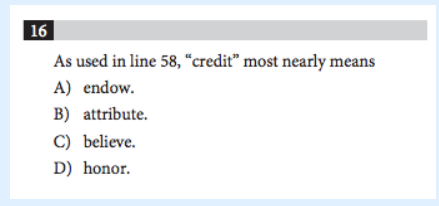 16
As used in line 58, “credit” most nearly means
A) endow.
B) attribute.
C) believe.
D) honor.